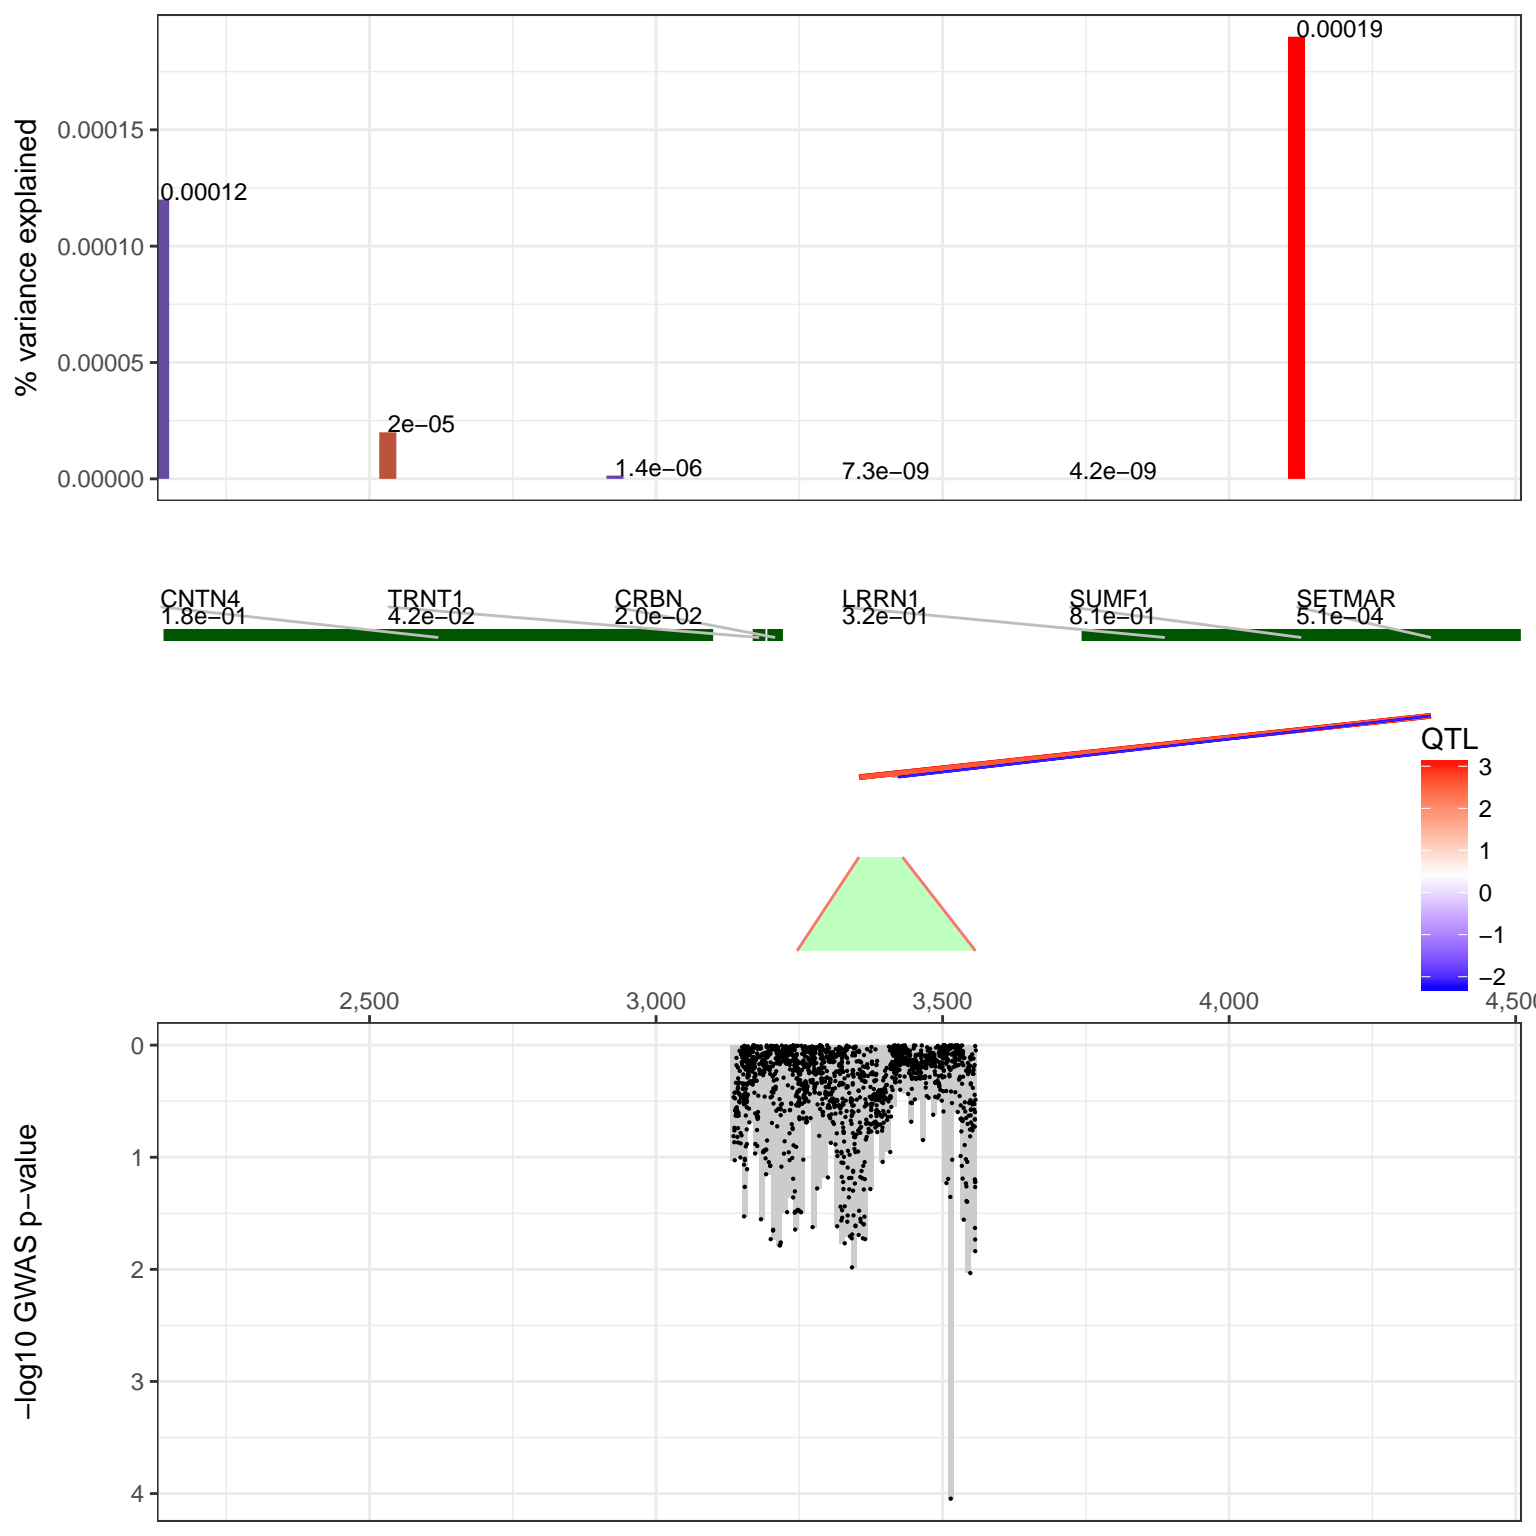 0.00019
0.00015
0.00012
0.00010
0.00005
2e−05
1.4e−06
7.3e−09
4.2e−09
0.00000
% variance explained
CNTN4 TRNT1 CRBN LRRN1 SUMF1 SETMAR
1.8e−01 4.2e−02 2.0e−02 3.2e−01 8.1e−01 5.1e−04
QTL
3
2
1
0
−1
−2
2,500 3,000 3,500 4,000
0
1
2
3
4
−log10 GWAS p−value